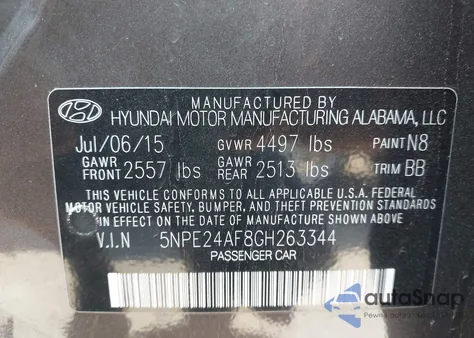 MANUFACTURED BY
HYUNDAI MOTOR MANUFACTURING ALABAMA, LLC
Jul/06/15 GVWR 4497 lbs PAINT N8
GAWR FRONT 2557 lbs GAWR REAR 2513 lbs TRIM BB
THIS VEHICLE CONFORMS TO ALL APPLICABLE U.S.A. FEDERAL
MOTOR VEHICLE SAFETY, BUMPER, AND THEFT PREVENTION STANDARDS
IN EFFECT ON THE DATE OF MANUFACTURE SHOWN ABOVE.
V.I.N 5NPE24AF8GH263344
PASSENGER CAR
autoSnap